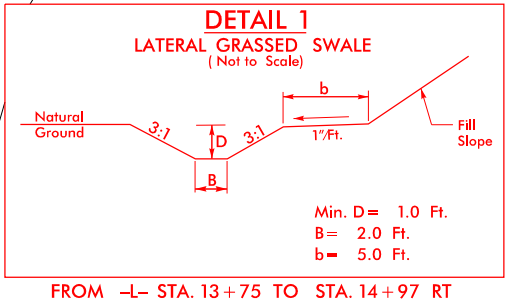 DETAIL 1
LATERAL GRASSED SWALE
( Not to Scale)
b
Natural
Ground
3:1
D
3:1
1"/Ft.
Fill
Slope
B
Min. D= 1.0 Ft.
B= 2.0 Ft.
b= 5.0 Ft.
FROM -L- STA. 13+75 TO STA. 14+97 RT